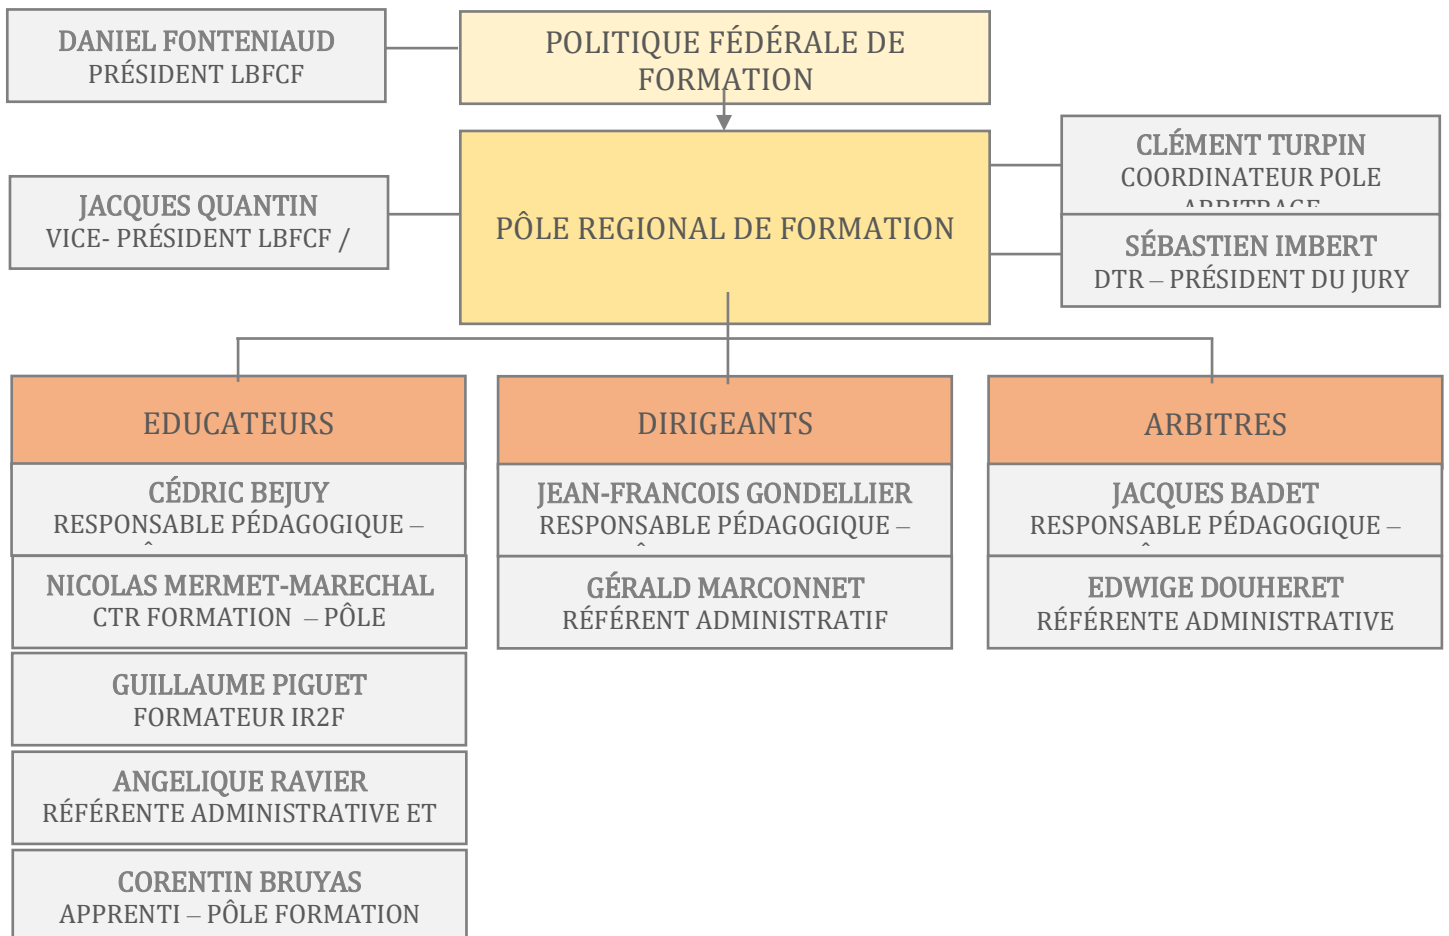 DANIEL FONTENIAUD
PRÉSIDENT LBFCF
POLITIQUE FÉDÉRALE DE
FORMATION
JACQUES QUANTIN
VICE- PRÉSIDENT LBFCF /
PÔLE REGIONAL DE FORMATION
CLÉMENT TURPIN
COORDINATEUR POLE
ARBITRAGE
SÉBASTIEN IMBERT
DTR – PRÉSIDENT DU JURY
EDUCATEURS
CÉDRIC BEJUY
RESPONSABLE PÉDAGOGIQUE –
NICOLAS MERMET-MARECHAL
CTR FORMATION – PÔLE
GUILLAUME PIGUET
FORMATEUR IR2F
ANGELIQUE RAVIER
RÉFÉRENTE ADMINISTRATIVE ET
CORENTIN BRUYAS
APPRENTI – PÔLE FORMATION
DIRIGEANTS
JEAN-FRANCOIS GONDELLIER
RESPONSABLE PÉDAGOGIQUE –
GÉRALD MARCONNET
RÉFÉRENT ADMINISTRATIF
ARBITRES
JACQUES BADET
RESPONSABLE PÉDAGOGIQUE –
EDWIGE DOUHERET
RÉFÉRENTE ADMINISTRATIVE